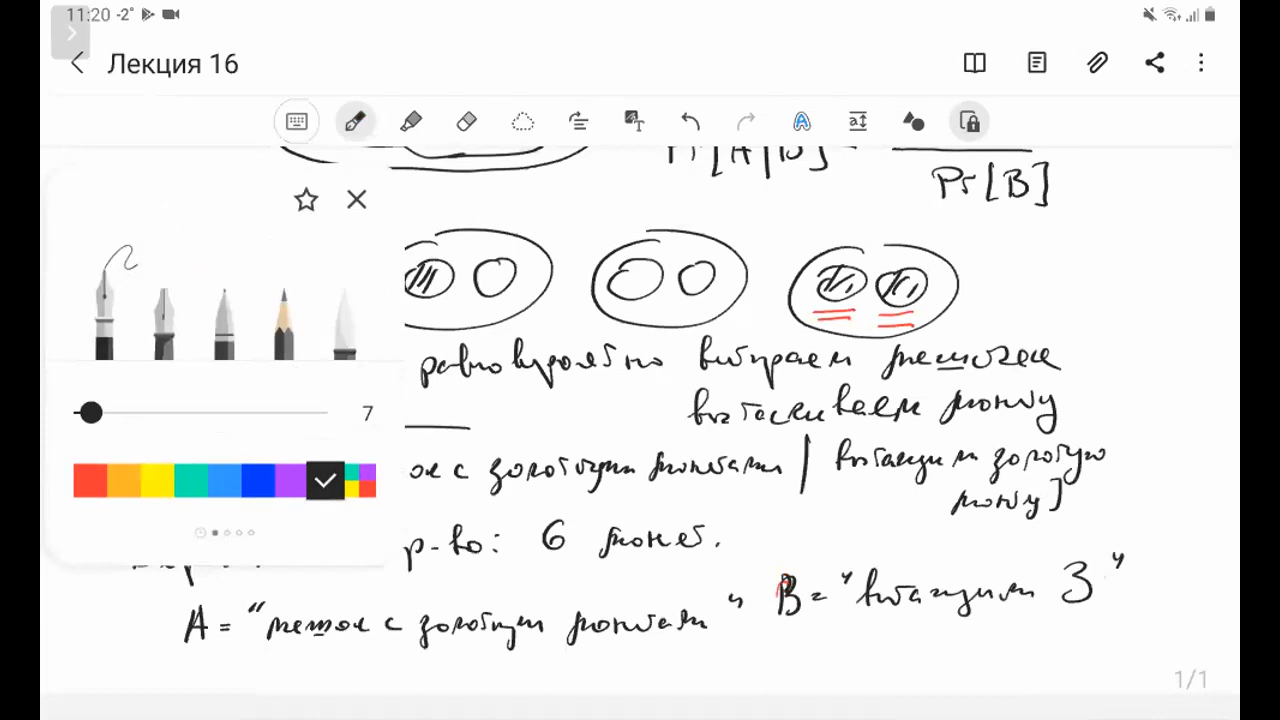 11:20 -2°
Лекция 16
Pr[A|B] =
Pr[B]
7
равновероятно выбираем мешочек
вытаскиваем монету
ок с золотыми монетами | вытащили золотую
монету]
р-во: 6 монет.
A = "мешок с золотыми монетами" B = "вытащили З"
1/1